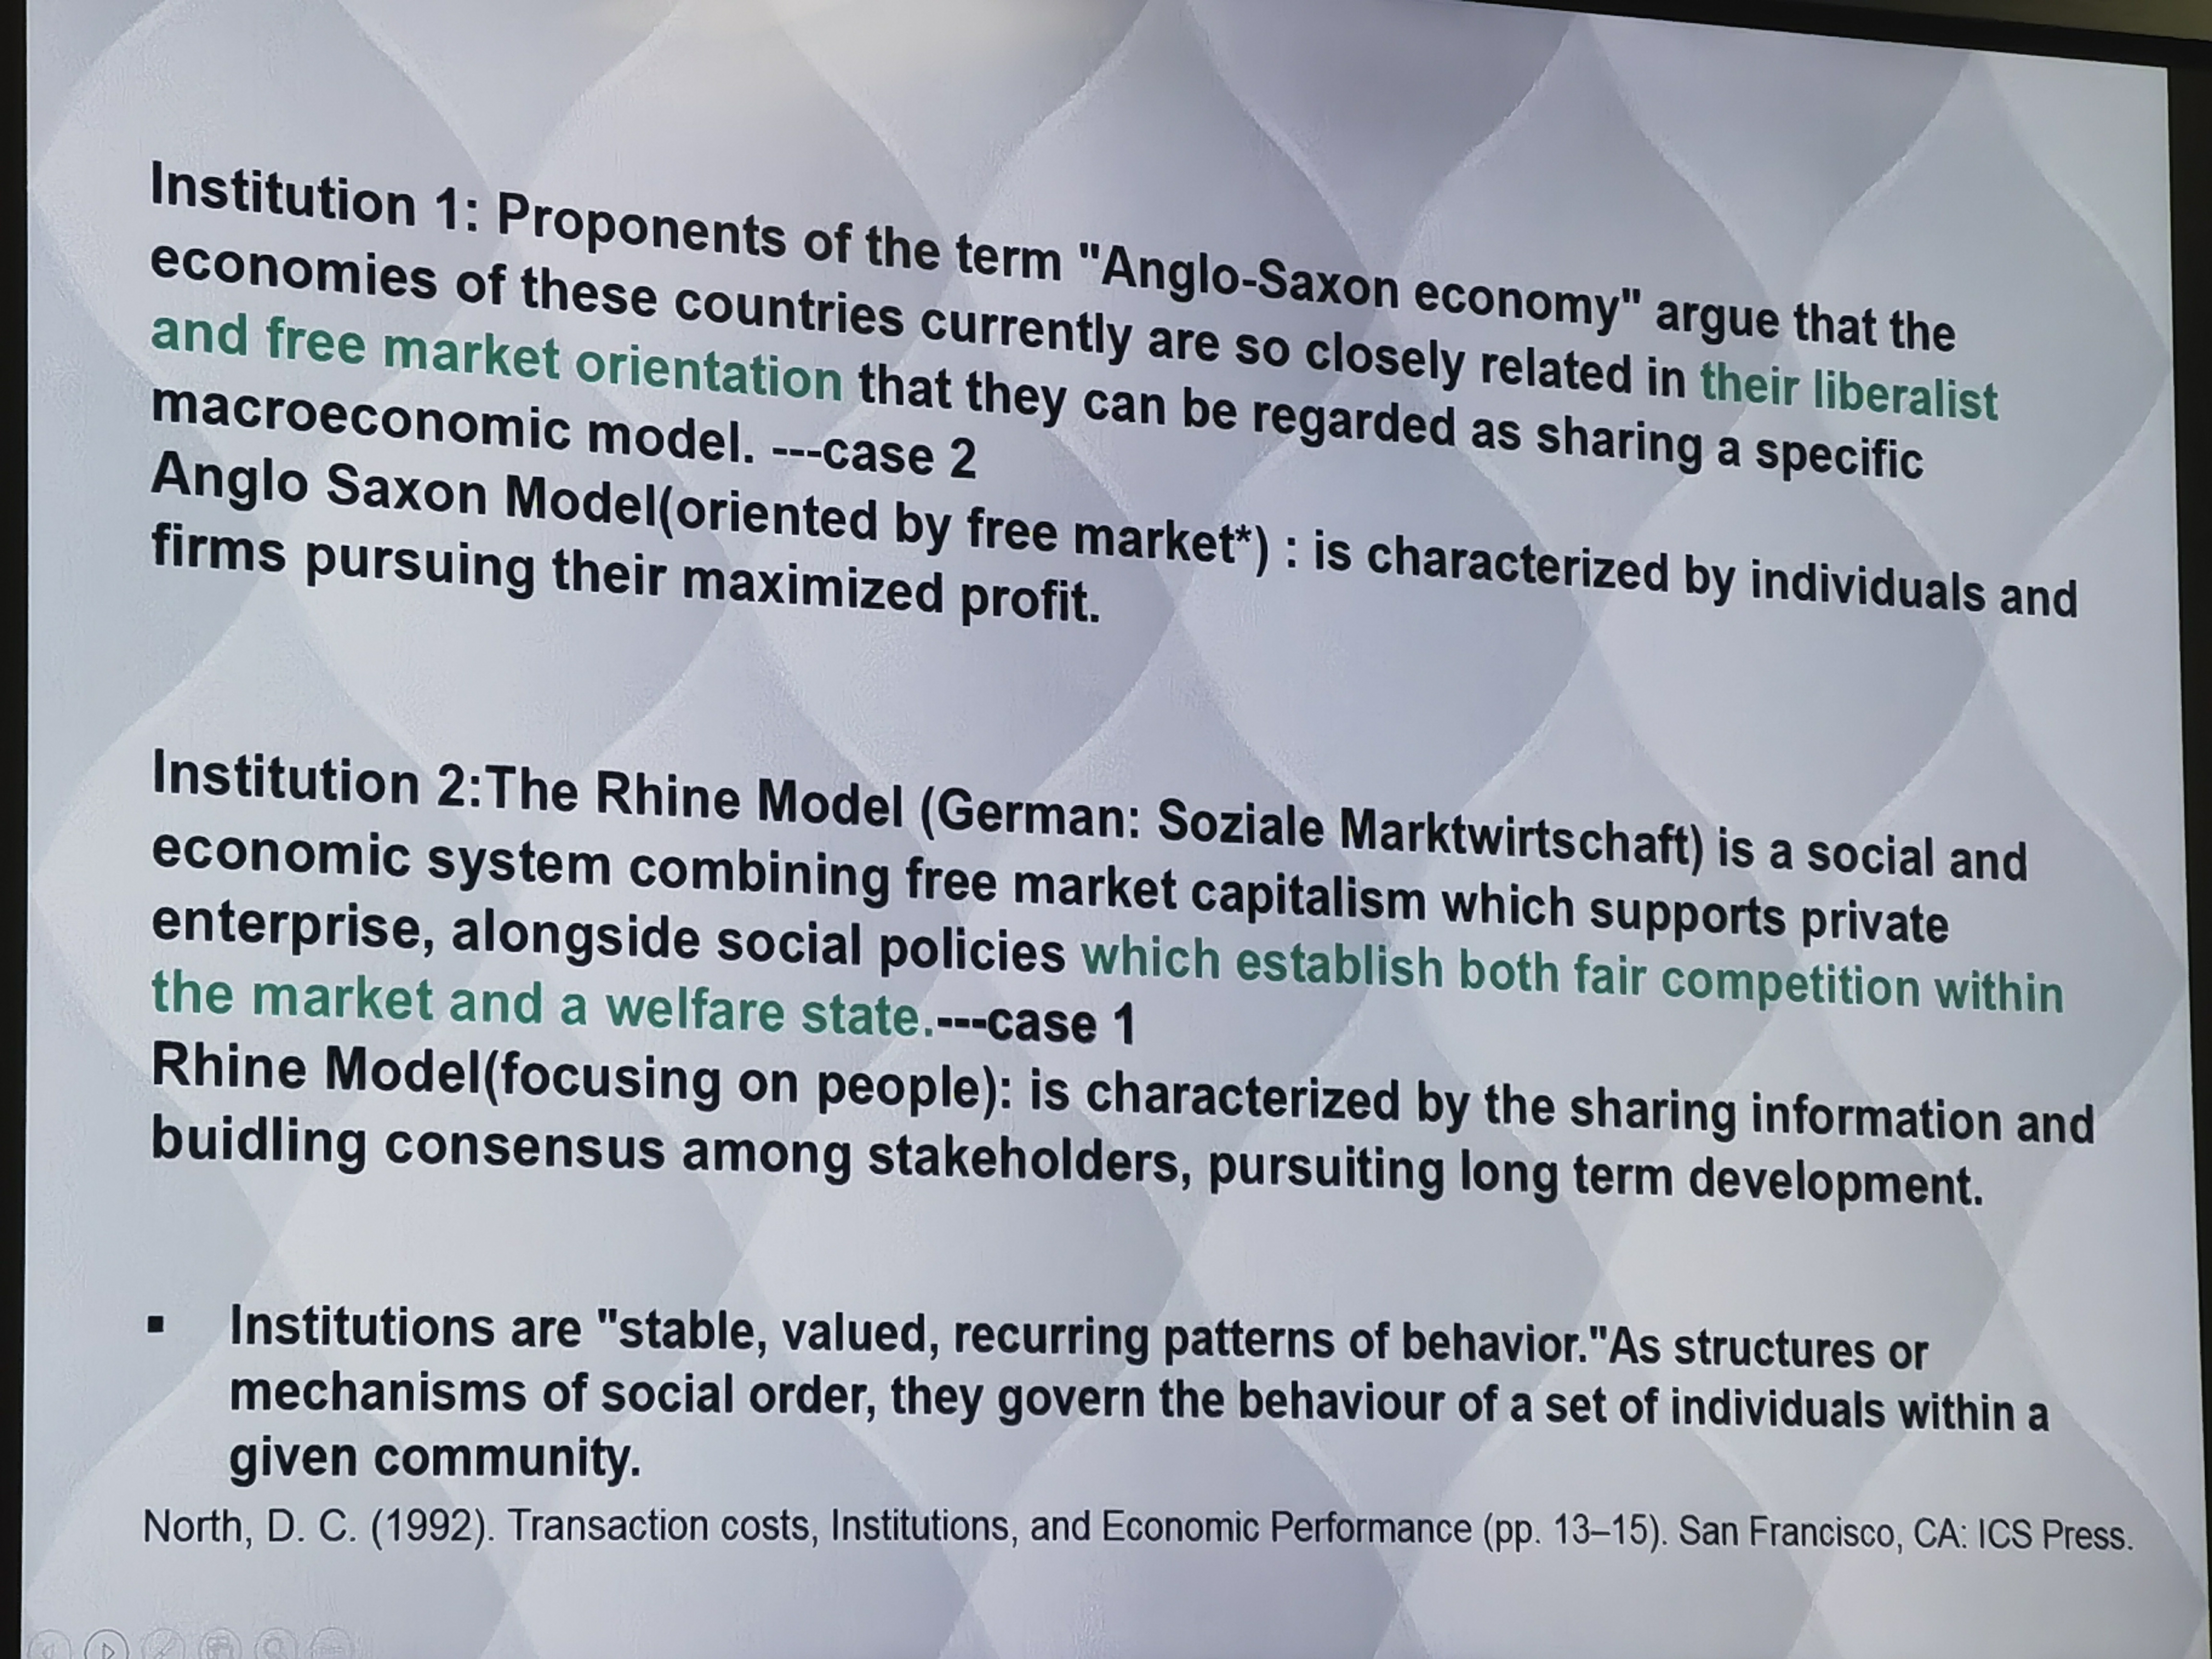 Institution 1: Proponents of the term "Anglo-Saxon economy" argue that the
economies of these countries currently are so closely related in their liberalist
and free market orientation that they can be regarded as sharing a specific
macroeconomic model. ---case 2
Anglo Saxon Model(oriented by free market*) : is characterized by individuals and
firms pursuing their maximized profit.
Institution 2:The Rhine Model (German: Soziale Marktwirtschaft) is a social and
economic system combining free market capitalism which supports private
enterprise, alongside social policies which establish both fair competition within
the market and a welfare state.---case 1
Rhine Model(focusing on people): is characterized by the sharing information and
buidling consensus among stakeholders, pursuiting long term development.
▪ Institutions are "stable, valued, recurring patterns of behavior."As structures or
mechanisms of social order, they govern the behaviour of a set of individuals within a
given community.
North, D. C. (1992). Transaction costs, Institutions, and Economic Performance (pp. 13–15). San Francisco, CA: ICS Press.